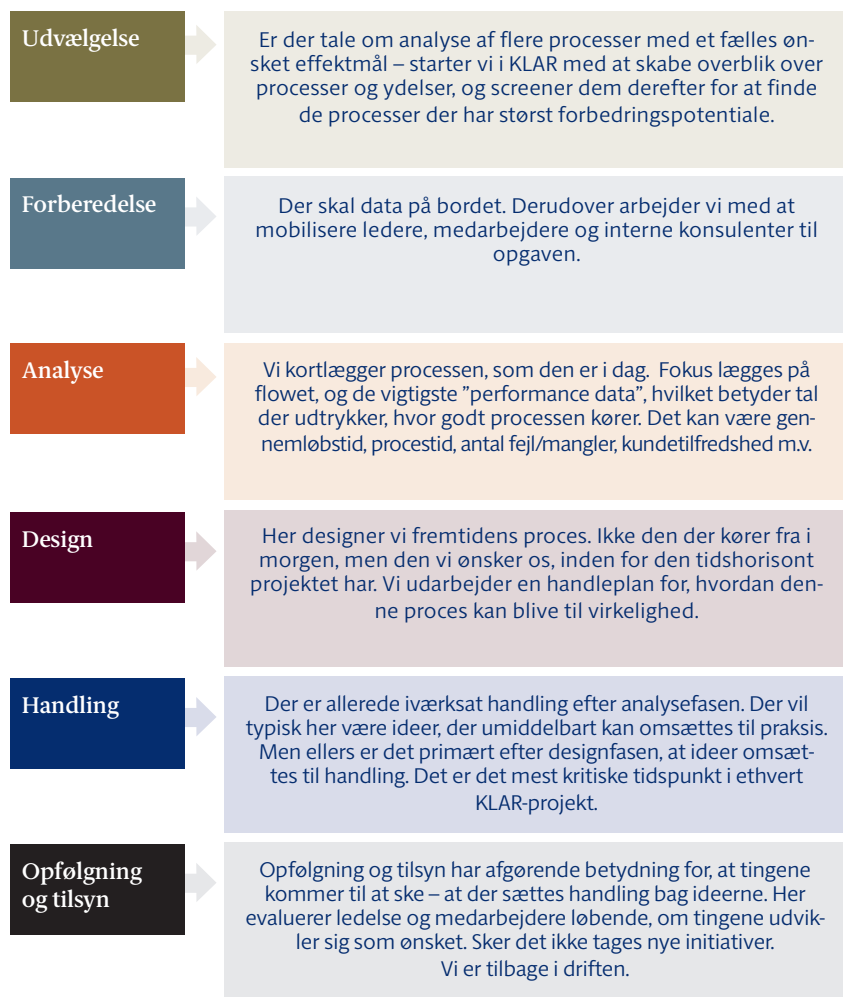 Udvælgelse
Er der tale om analyse af flere processer med et fælles øn-
sket effektmål – starter vi i KLAR med at skabe overblik over
processer og ydelser, og screener dem derefter for at finde
de processer der har størst forbedringspotentiale.
Forberedelse
Der skal data på bordet. Derudover arbejder vi med at
mobilisere ledere, medarbejdere og interne konsulenter til
opgaven.
Analyse
Vi kortlægger processen, som den er i dag. Fokus lægges på
flowet, og de vigtigste ”performance data”, hvilket betyder tal
der udtrykker, hvor godt processen kører. Det kan være gen-
nemløbstid, procestid, antal fejl/mangler, kundetilfredshed m.v.
Design
Her designer vi fremtidens proces. Ikke den der kører fra i
morgen, men den vi ønsker os, inden for den tidshorisont
projektet har. Vi udarbejder en handleplan for, hvordan den-
ne proces kan blive til virkelighed.
Handling
Der er allerede iværksat handling efter analysefasen. Der vil
typisk her være ideer, der umiddelbart kan omsættes til praksis.
Men ellers er det primært efter designfasen, at ideer omsæt-
tes til handling. Det er det mest kritiske tidspunkt i ethvert
KLAR-projekt.
Opfølgning
og tilsyn
Opfølgning og tilsyn har afgørende betydning for, at tingene
kommer til at ske – at der sættes handling bag ideerne. Her
evaluerer ledelse og medarbejdere løbende, om tingene udvik-
ler sig som ønsket. Sker det ikke tages nye initiativer.
Vi er tilbage i driften.